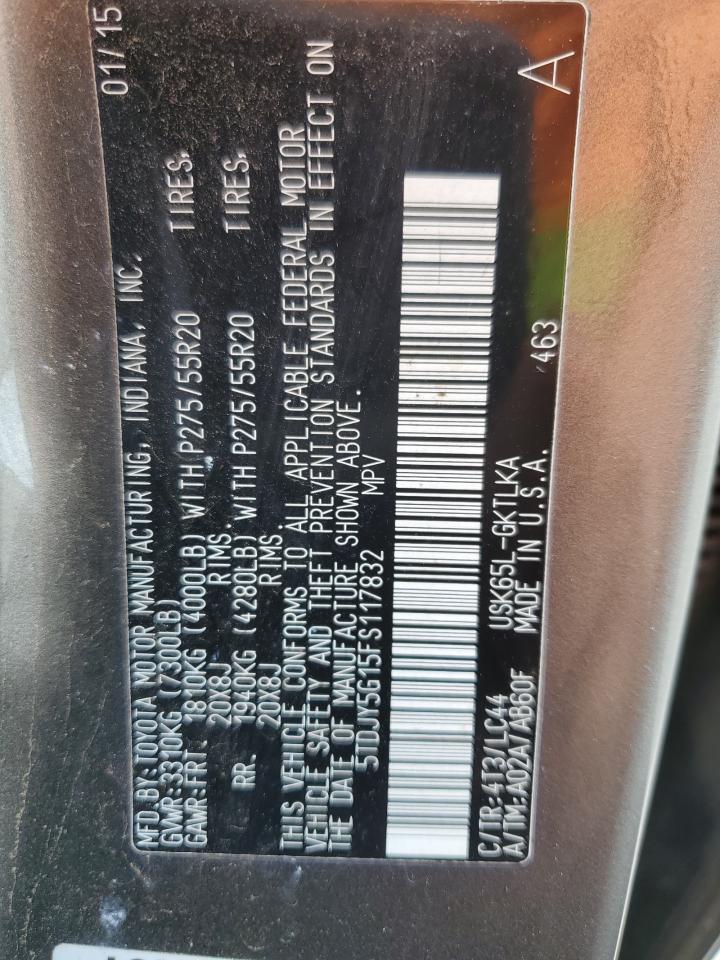 MFD.BY:TOYOTA MOTOR MANUFACTURING, INDIANA, INC. 01/15
GVWR:3310KG (7300LB)
GAWR:FRT. 1810KG (4000LB) WITH P275/55R20 TIRES,
20X8J RIMS.
RR. 1940KG (4280LB) WITH P275/55R20 TIRES,
20X8J RIMS.
THIS VEHICLE CONFORMS TO ALL APPLICABLE FEDERAL MOTOR
VEHICLE SAFETY AND THEFT PREVENTION STANDARDS IN EFFECT ON
THE DATE OF MANUFACTURE SHOWN ABOVE.
5TDJY5G15FS117832 MPV
C/TR:4T3/LC44 USK65L-GKTLKA
A/TM:A02A/AB60F MADE IN U.S.A. 463 A